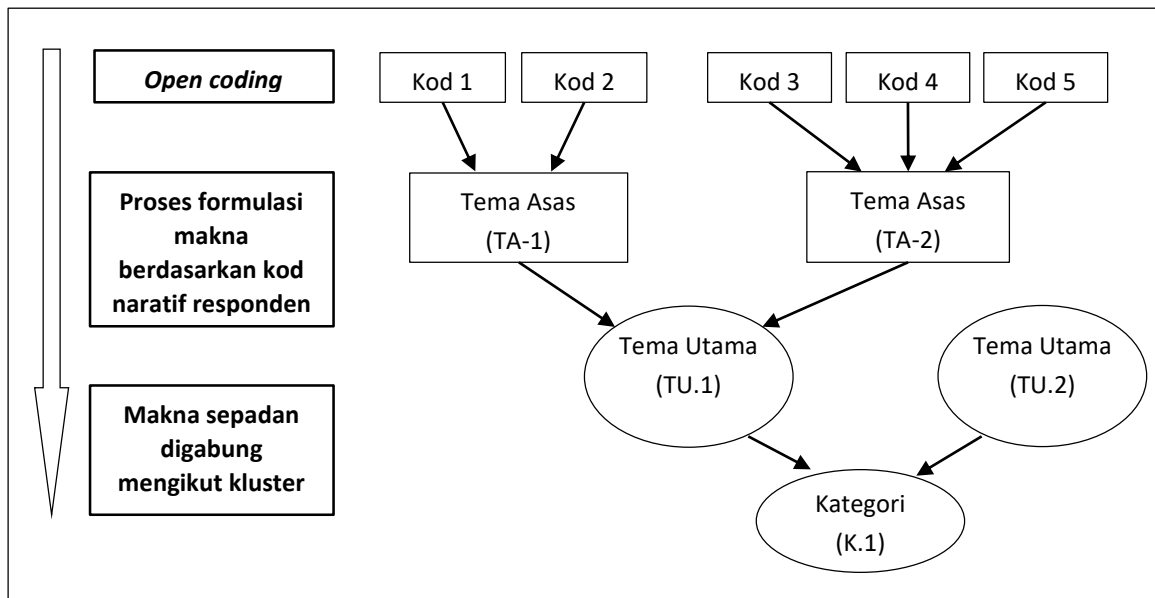 Open coding
Kod 1
Kod 2
Kod 3
Kod 4
Kod 5
Proses formulasi
makna
berdasarkan kod
naratif responden
Tema Asas
(TA-1)
Tema Asas
(TA-2)
Tema Utama
(TU.1)
Tema Utama
(TU.2)
Makna sepadan
digabung
mengikut kluster
Kategori
(K.1)